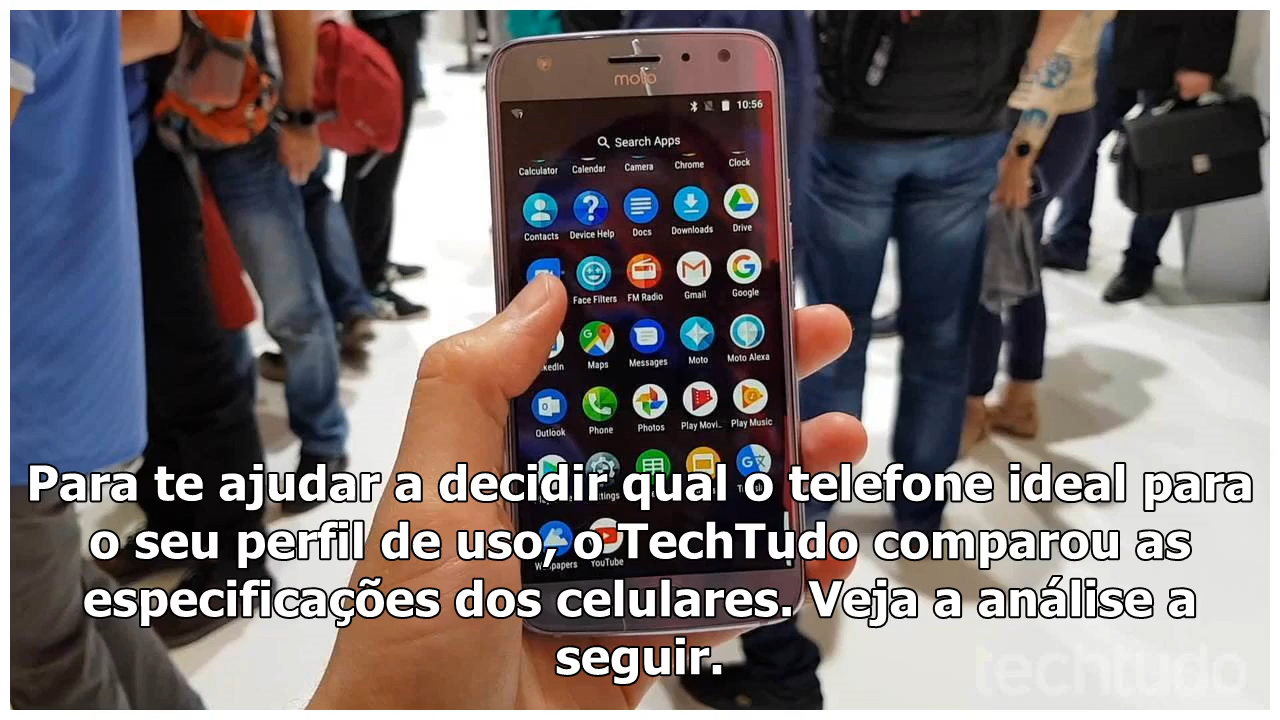 moto
10:56
Search Apps
Calculator Calendar Camera Chrome Clock
Contacts Device Help Docs Downloads Drive
Face Filters FM Radio Gmail Google
Maps Messages Moto Moto Alexa
Outlook Phone Photos Play Movi.. Play Music
YouTube
Para te ajudar a decidir qual o telefone ideal para
o seu perfil de uso, o TechTudo comparou as
especificações dos celulares. Veja a análise a
seguir.
techtudo